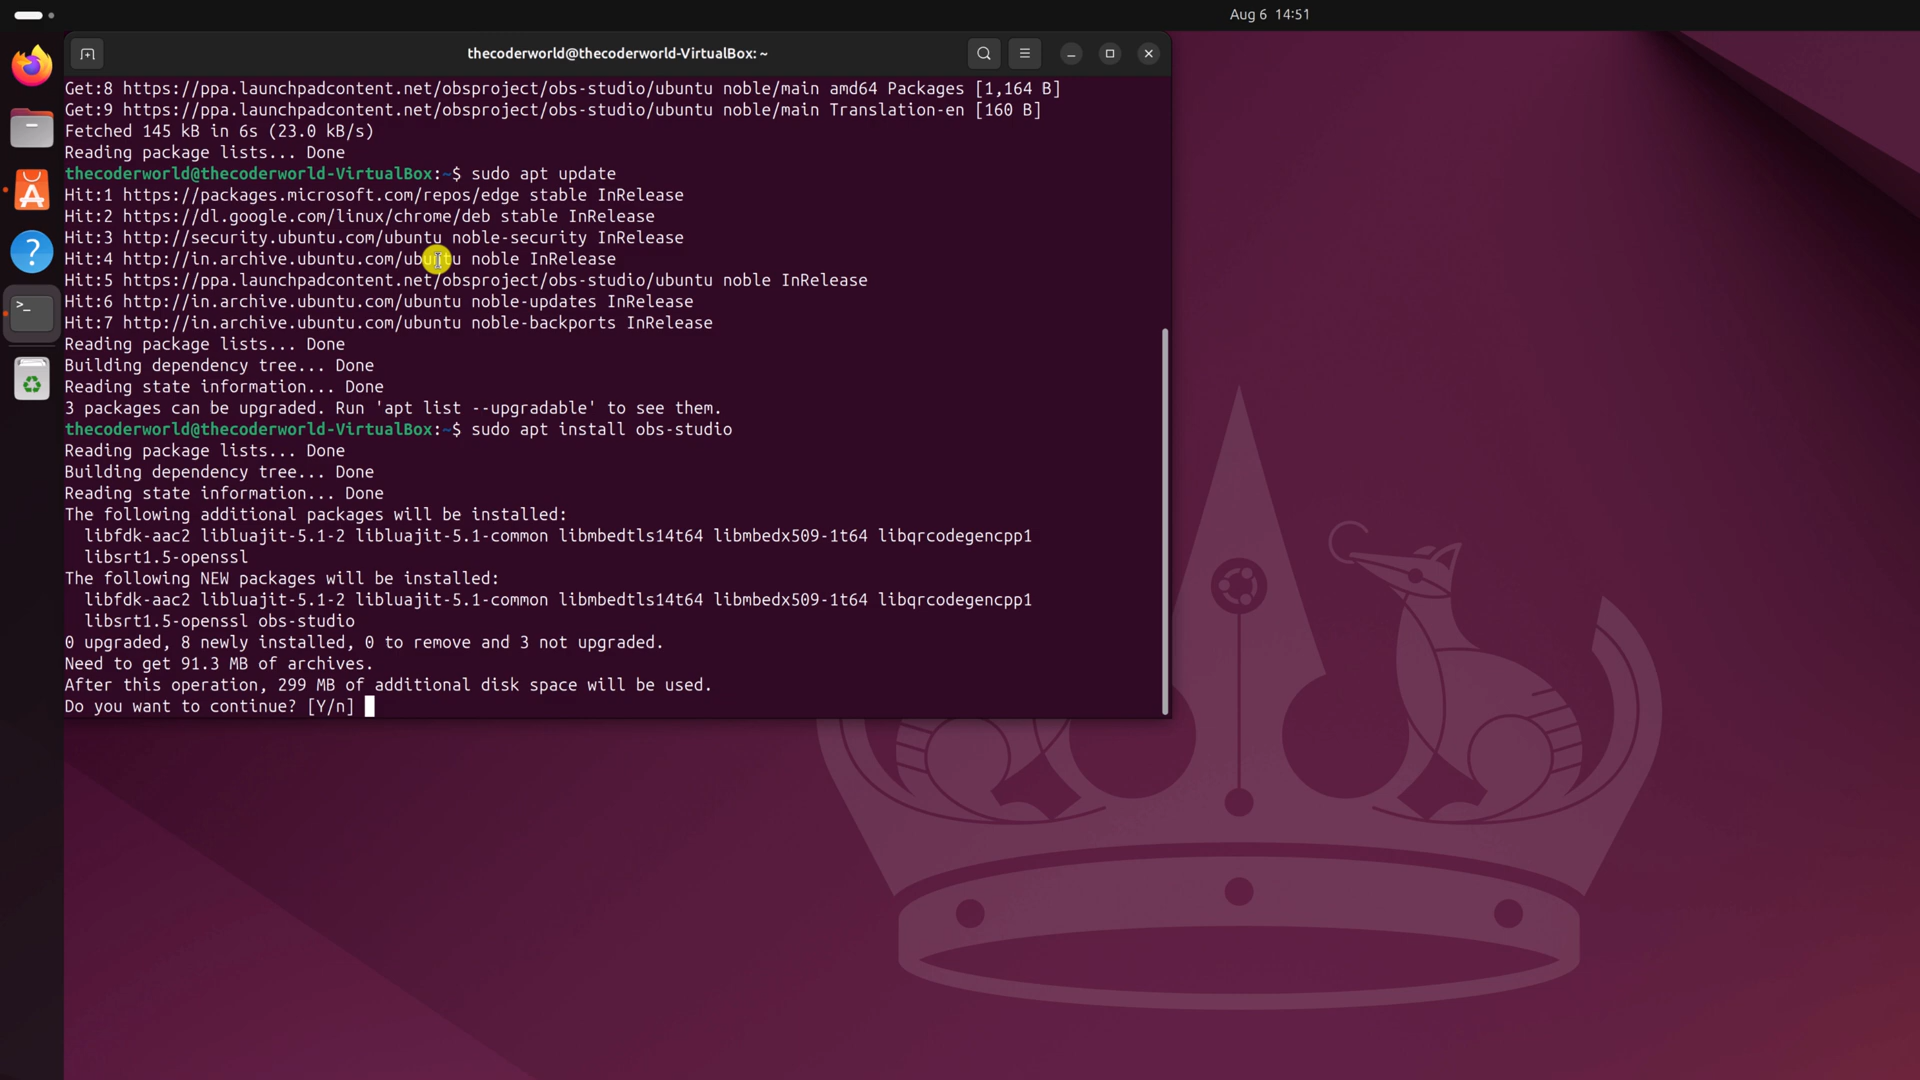 Aug 6 14:51
thecoderworld@thecoderworld-VirtualBox: ~
Get:8 https://ppa.launchpadcontent.net/obsproject/obs-studio/ubuntu noble/main amd64 Packages [1,164 B]
Get:9 https://ppa.launchpadcontent.net/obsproject/obs-studio/ubuntu noble/main Translation-en [160 B]
Fetched 145 kB in 6s (23.0 kB/s)
Reading package lists... Done
thecoderworld@thecoderworld-VirtualBox:~$ sudo apt update
Hit:1 https://packages.microsoft.com/repos/edge stable InRelease
Hit:2 https://dl.google.com/linux/chrome/deb stable InRelease
Hit:3 http://security.ubuntu.com/ubuntu noble-security InRelease
Hit:4 http://in.archive.ubuntu.com/ubuntu noble InRelease
Hit:5 https://ppa.launchpadcontent.net/obsproject/obs-studio/ubuntu noble InRelease
Hit:6 http://in.archive.ubuntu.com/ubuntu noble-updates InRelease
Hit:7 http://in.archive.ubuntu.com/ubuntu noble-backports InRelease
Reading package lists... Done
Building dependency tree... Done
Reading state information... Done
3 packages can be upgraded. Run 'apt list --upgradable' to see them.
thecoderworld@thecoderworld-VirtualBox:~$ sudo apt install obs-studio
Reading package lists... Done
Building dependency tree... Done
Reading state information... Done
The following additional packages will be installed:
  libfdk-aac2 libluajit-5.1-2 libluajit-5.1-common libmbedtls14t64 libmbedx509-1t64 libqrcodegencpp1
  libsrt1.5-openssl
The following NEW packages will be installed:
  libfdk-aac2 libluajit-5.1-2 libluajit-5.1-common libmbedtls14t64 libmbedx509-1t64 libqrcodegencpp1
  libsrt1.5-openssl obs-studio
0 upgraded, 8 newly installed, 0 to remove and 3 not upgraded.
Need to get 91.3 MB of archives.
After this operation, 299 MB of additional disk space will be used.
Do you want to continue? [Y/n]